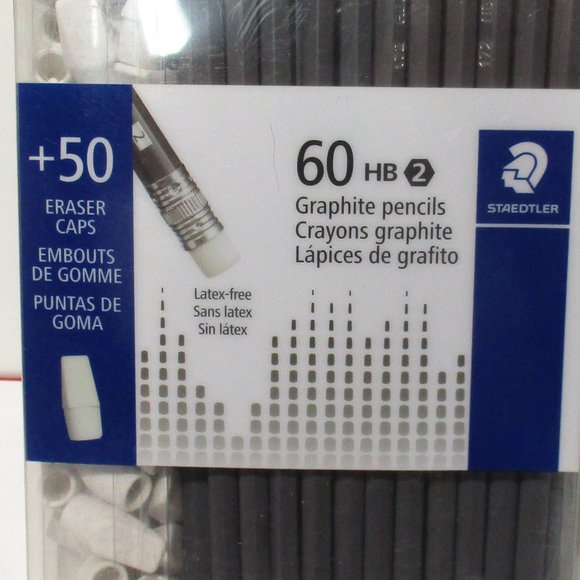 +50
ERASER
CAPS
EMBOUTS
DE GOMME
PUNTAS DE
GOMA
2
Latex-free
Sans latex
Sin látex
60 HB 2
Graphite pencils
Crayons graphite
Lápices de grafito
STAEDTLER